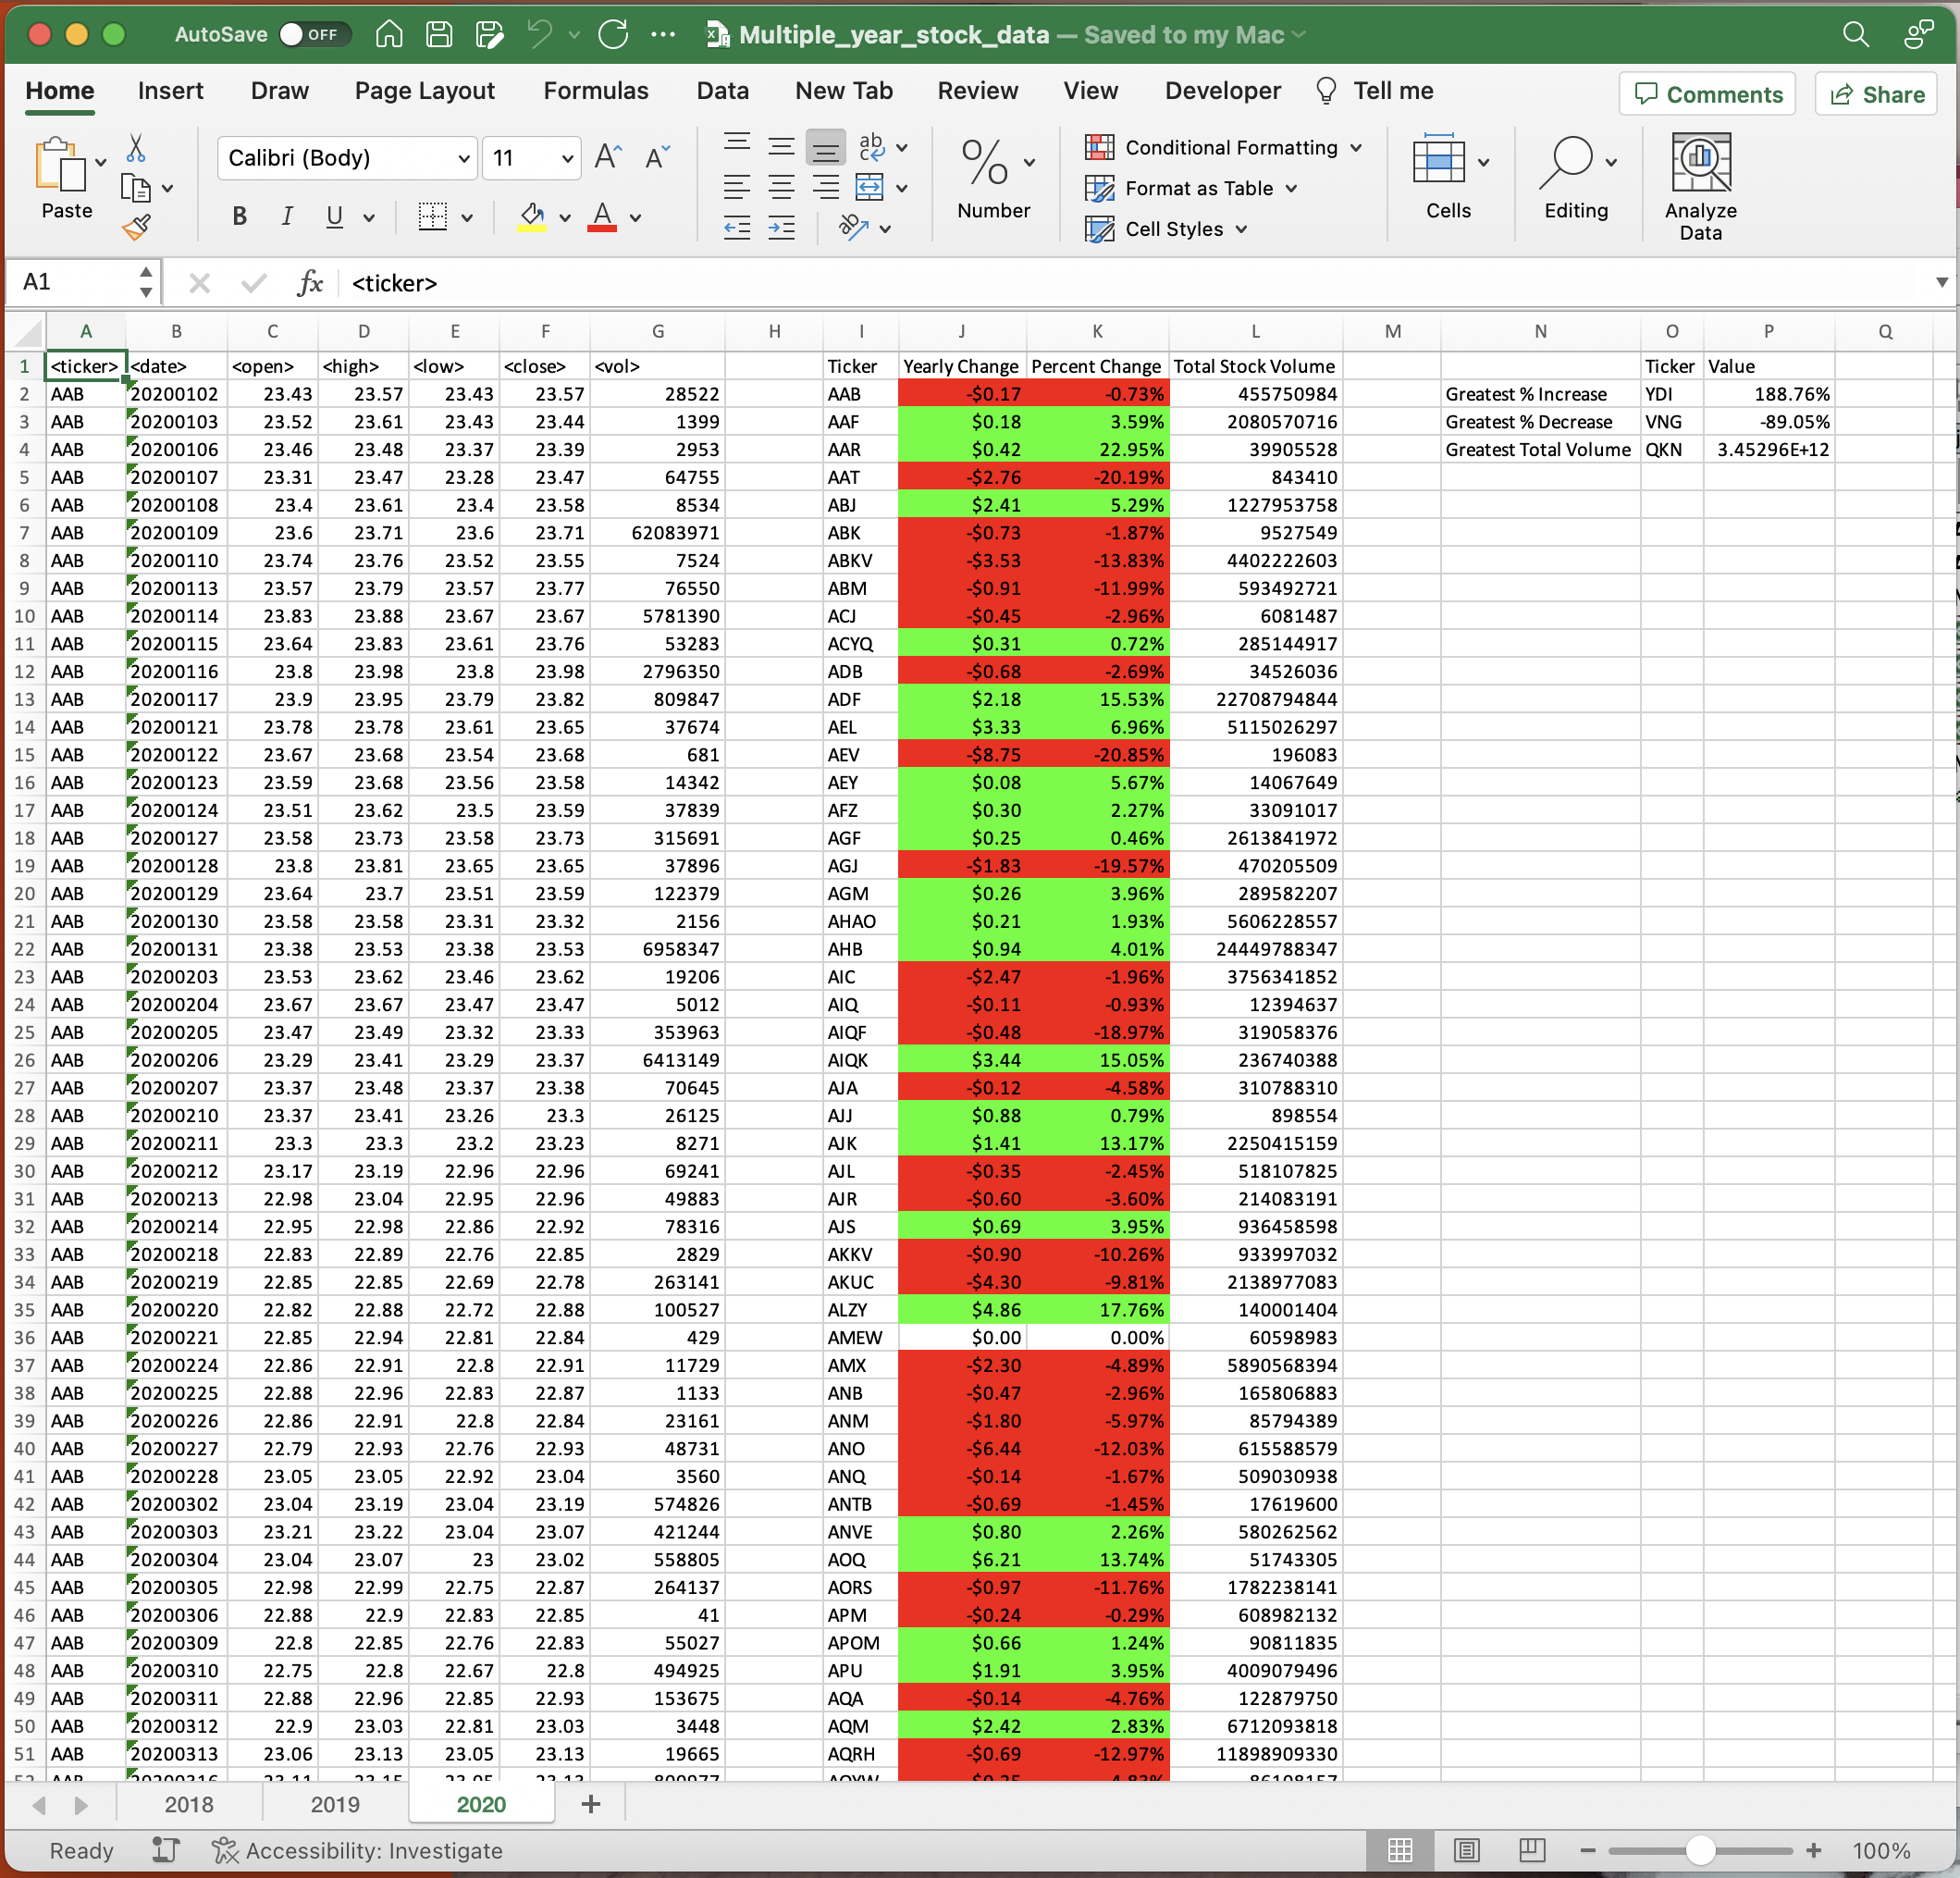 AutoSave OFF Multiple_year_stock_data — Saved to my Mac
Home Insert Draw Page Layout Formulas Data New Tab Review View Developer Tell me Comments Share
Paste Calibri (Body) 11 Number Conditional Formatting Format as Table Cell Styles Cells Editing Analyze Data
A1 fx <ticker>
A B C D E F G H I J K L M N O P Q
1 <ticker> <date> <open> <high> <low> <close> <vol> Ticker Yearly Change Percent Change Total Stock Volume Ticker Value
2 AAB 20200102 23.43 23.57 23.43 23.57 28522 AAB -$0.17 -0.73% 455750984 Greatest % Increase YDI 188.76%
3 AAB 20200103 23.52 23.61 23.43 23.44 1399 AAF $0.18 3.59% 2080570716 Greatest % Decrease VNG -89.05%
4 AAB 20200106 23.46 23.48 23.37 23.39 2953 AAR $0.42 22.95% 39905528 Greatest Total Volume QKN 3.45296E+12
5 AAB 20200107 23.31 23.47 23.28 23.47 64755 AAT -$2.76 -20.19% 843410
6 AAB 20200108 23.4 23.61 23.4 23.58 8534 ABJ $2.41 5.29% 1227953758
7 AAB 20200109 23.6 23.71 23.6 23.71 62083971 ABK -$0.73 -1.87% 9527549
8 AAB 20200110 23.74 23.76 23.52 23.55 7524 ABKV -$3.53 -13.83% 4402222603
9 AAB 20200113 23.57 23.79 23.57 23.77 76550 ABM -$0.91 -11.99% 593492721
10 AAB 20200114 23.83 23.88 23.67 23.67 5781390 ACJ -$0.45 -2.96% 6081487
11 AAB 20200115 23.64 23.83 23.61 23.76 53283 ACYQ $0.31 0.72% 285144917
12 AAB 20200116 23.8 23.98 23.8 23.98 2796350 ADB -$0.68 -2.69% 34526036
13 AAB 20200117 23.9 23.95 23.79 23.82 809847 ADF $2.18 15.53% 22708794844
14 AAB 20200121 23.78 23.78 23.61 23.65 37674 AEL $3.33 6.96% 5115026297
15 AAB 20200122 23.67 23.68 23.54 23.68 681 AEV -$8.75 -20.85% 196083
16 AAB 20200123 23.59 23.68 23.56 23.58 14342 AEY $0.08 5.67% 14067649
17 AAB 20200124 23.51 23.62 23.5 23.59 37839 AFZ $0.30 2.27% 33091017
18 AAB 20200127 23.58 23.73 23.58 23.73 315691 AGF $0.25 0.46% 2613841972
19 AAB 20200128 23.8 23.81 23.65 23.65 37896 AGJ -$1.83 -19.57% 470205509
20 AAB 20200129 23.64 23.7 23.51 23.59 122379 AGM $0.26 3.96% 289582207
21 AAB 20200130 23.58 23.58 23.31 23.32 2156 AHAO $0.21 1.93% 5606228557
22 AAB 20200131 23.38 23.53 23.38 23.53 6958347 AHB $0.94 4.01% 24449788347
23 AAB 20200203 23.53 23.62 23.46 23.62 19206 AIC -$2.47 -1.96% 3756341852
24 AAB 20200204 23.67 23.67 23.47 23.47 5012 AIQ -$0.11 -0.93% 12394637
25 AAB 20200205 23.47 23.49 23.32 23.33 353963 AIQF -$0.48 -18.97% 319058376
26 AAB 20200206 23.29 23.41 23.29 23.37 6413149 AIQK $3.44 15.05% 236740388
27 AAB 20200207 23.37 23.48 23.37 23.38 70645 AJA -$0.12 -4.58% 310788310
28 AAB 20200210 23.37 23.41 23.26 23.3 26125 AJJ $0.88 0.79% 898554
29 AAB 20200211 23.3 23.3 23.2 23.23 8271 AJK $1.41 13.17% 2250415159
30 AAB 20200212 23.17 23.19 22.96 22.96 69241 AJL -$0.35 -2.45% 518107825
31 AAB 20200213 22.98 23.04 22.95 22.96 49883 AJR -$0.60 -3.60% 214083191
32 AAB 20200214 22.95 22.98 22.86 22.92 78316 AJS $0.69 3.95% 936458598
33 AAB 20200218 22.83 22.89 22.76 22.85 2829 AKKV -$0.90 -10.26% 933997032
34 AAB 20200219 22.85 22.85 22.69 22.78 263141 AKUC -$4.30 -9.81% 2138977083
35 AAB 20200220 22.82 22.88 22.72 22.88 100527 ALZY $4.86 17.76% 140001404
36 AAB 20200221 22.85 22.94 22.81 22.84 429 AMEW $0.00 0.00% 60598983
37 AAB 20200224 22.86 22.91 22.8 22.91 11729 AMX -$2.30 -4.89% 5890568394
38 AAB 20200225 22.88 22.96 22.83 22.87 1133 ANB -$0.47 -2.96% 165806883
39 AAB 20200226 22.86 22.91 22.8 22.84 23161 ANM -$1.80 -5.97% 85794389
40 AAB 20200227 22.79 22.93 22.76 22.93 48731 ANO -$6.44 -12.03% 615588579
41 AAB 20200228 23.05 23.05 22.92 23.04 3560 ANQ -$0.14 -1.67% 509030938
42 AAB 20200302 23.04 23.19 23.04 23.19 574826 ANTB -$0.69 -1.45% 17619600
43 AAB 20200303 23.21 23.22 23.04 23.07 421244 ANVE $0.80 2.26% 580262562
44 AAB 20200304 23.04 23.07 23 23.02 558805 AOQ $6.21 13.74% 51743305
45 AAB 20200305 22.98 22.99 22.75 22.87 264137 AORS -$0.97 -11.76% 1782238141
46 AAB 20200306 22.88 22.9 22.83 22.85 41 APM -$0.24 -0.29% 608982132
47 AAB 20200309 22.8 22.85 22.76 22.83 55027 APOM $0.66 1.24% 90811835
48 AAB 20200310 22.75 22.8 22.67 22.8 494925 APU $1.91 3.95% 4009079496
49 AAB 20200311 22.88 22.96 22.85 22.93 153675 AQA -$0.14 -4.76% 122879750
50 AAB 20200312 22.9 23.03 22.81 23.03 3448 AQM $2.42 2.83% 6712093818
51 AAB 20200313 23.06 23.13 23.05 23.13 19665 AQRH -$0.69 -12.97% 11898909330
2018 2019 2020
Ready Accessibility: Investigate 100%